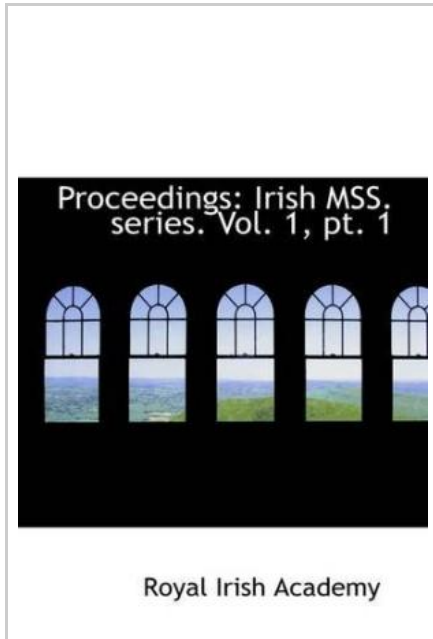 Proceedings: Irish MSS.
series. Vol. 1, pt. 1
Royal Irish Academy